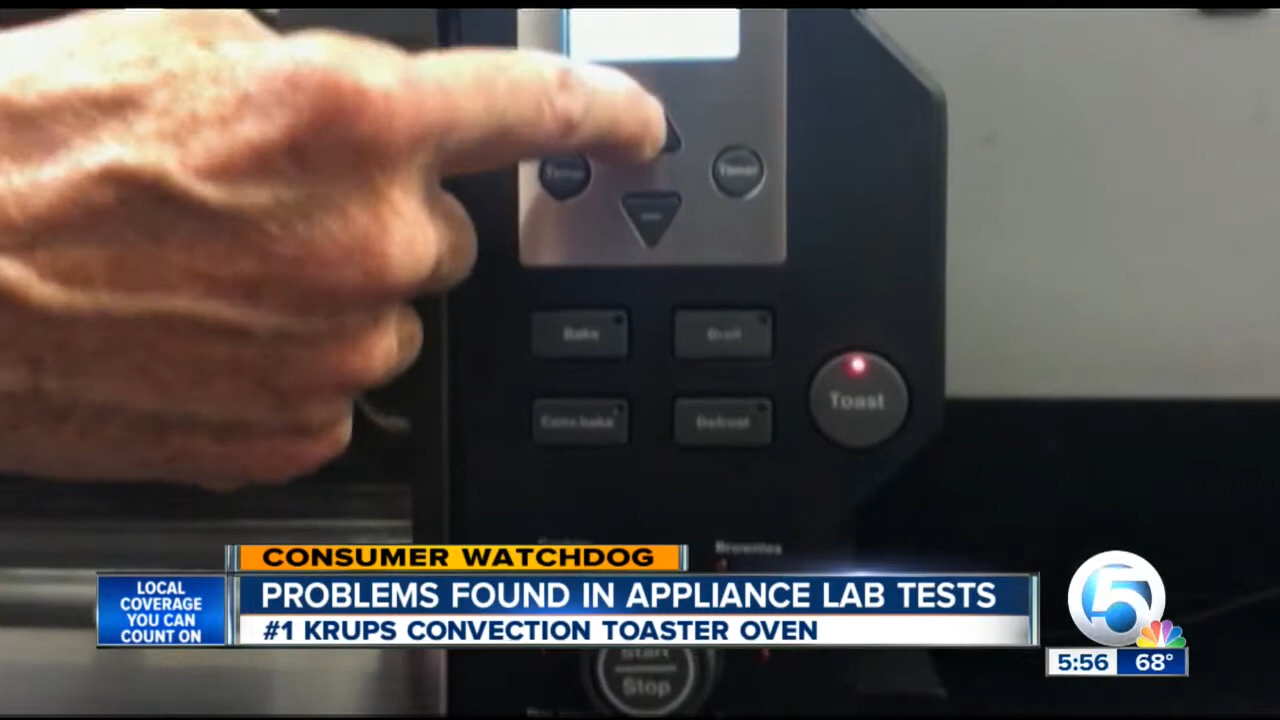 Timer
Bake
Broil
Toast
Conv.bake
Defrost
Cookies
Brownies
CONSUMER WATCHDOG
LOCAL
COVERAGE
YOU CAN
COUNT ON
PROBLEMS FOUND IN APPLIANCE LAB TESTS
#1 KRUPS CONVECTION TOASTER OVEN
5
5:56 68°
Start
Stop